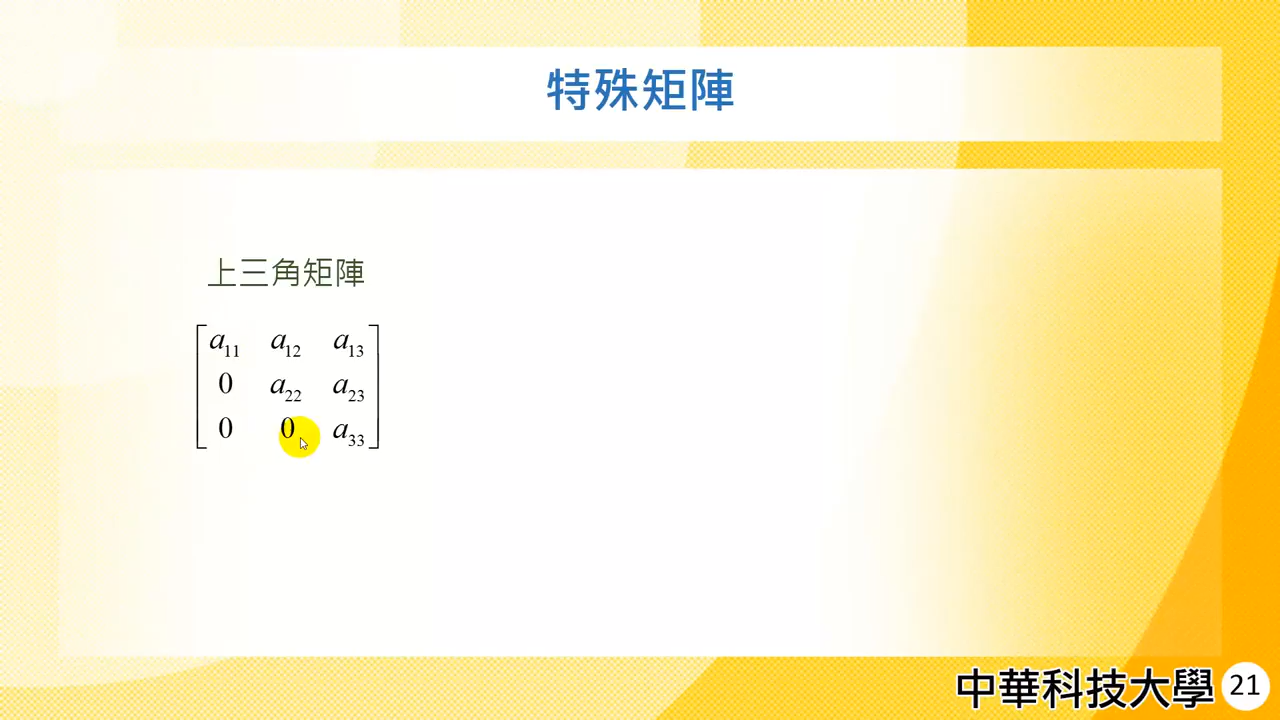 特殊矩陣
上三角矩陣
a11 a12 a13
0 a22 a23
0 0 a33
中華科技大學 21